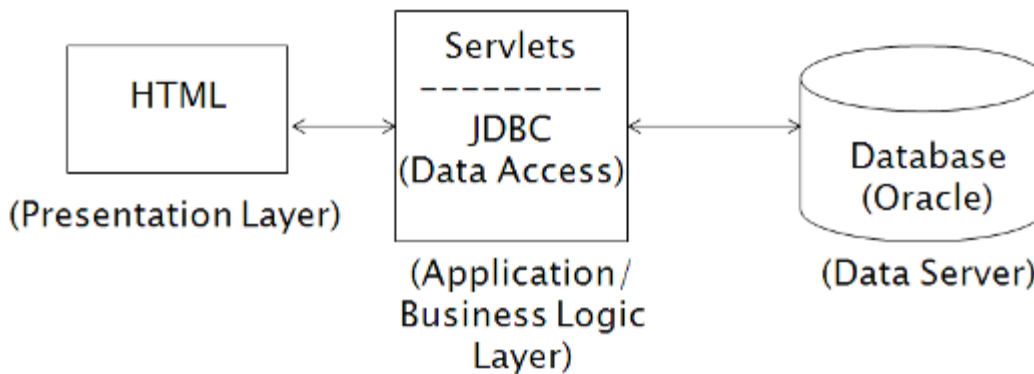 HTML
(Presentation Layer)
Servlets
---------
JDBC
(Data Access)
(Application/
Business Logic
Layer)
Database
(Oracle)
(Data Server)